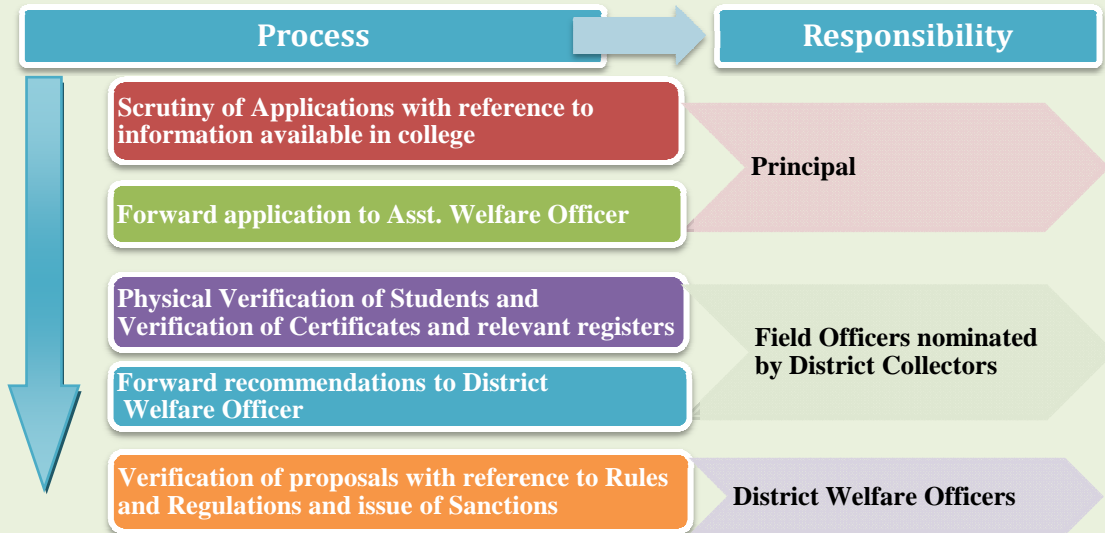 Process
Responsibility
Scrutiny of Applications with reference to
information available in college
Principal
Forward application to Asst. Welfare Officer
Physical Verification of Students and
Verification of Certificates and relevant registers
Field Officers nominated
by District Collectors
Forward recommendations to District
Welfare Officer
Verification of proposals with reference to Rules
and Regulations and issue of Sanctions
District Welfare Officers